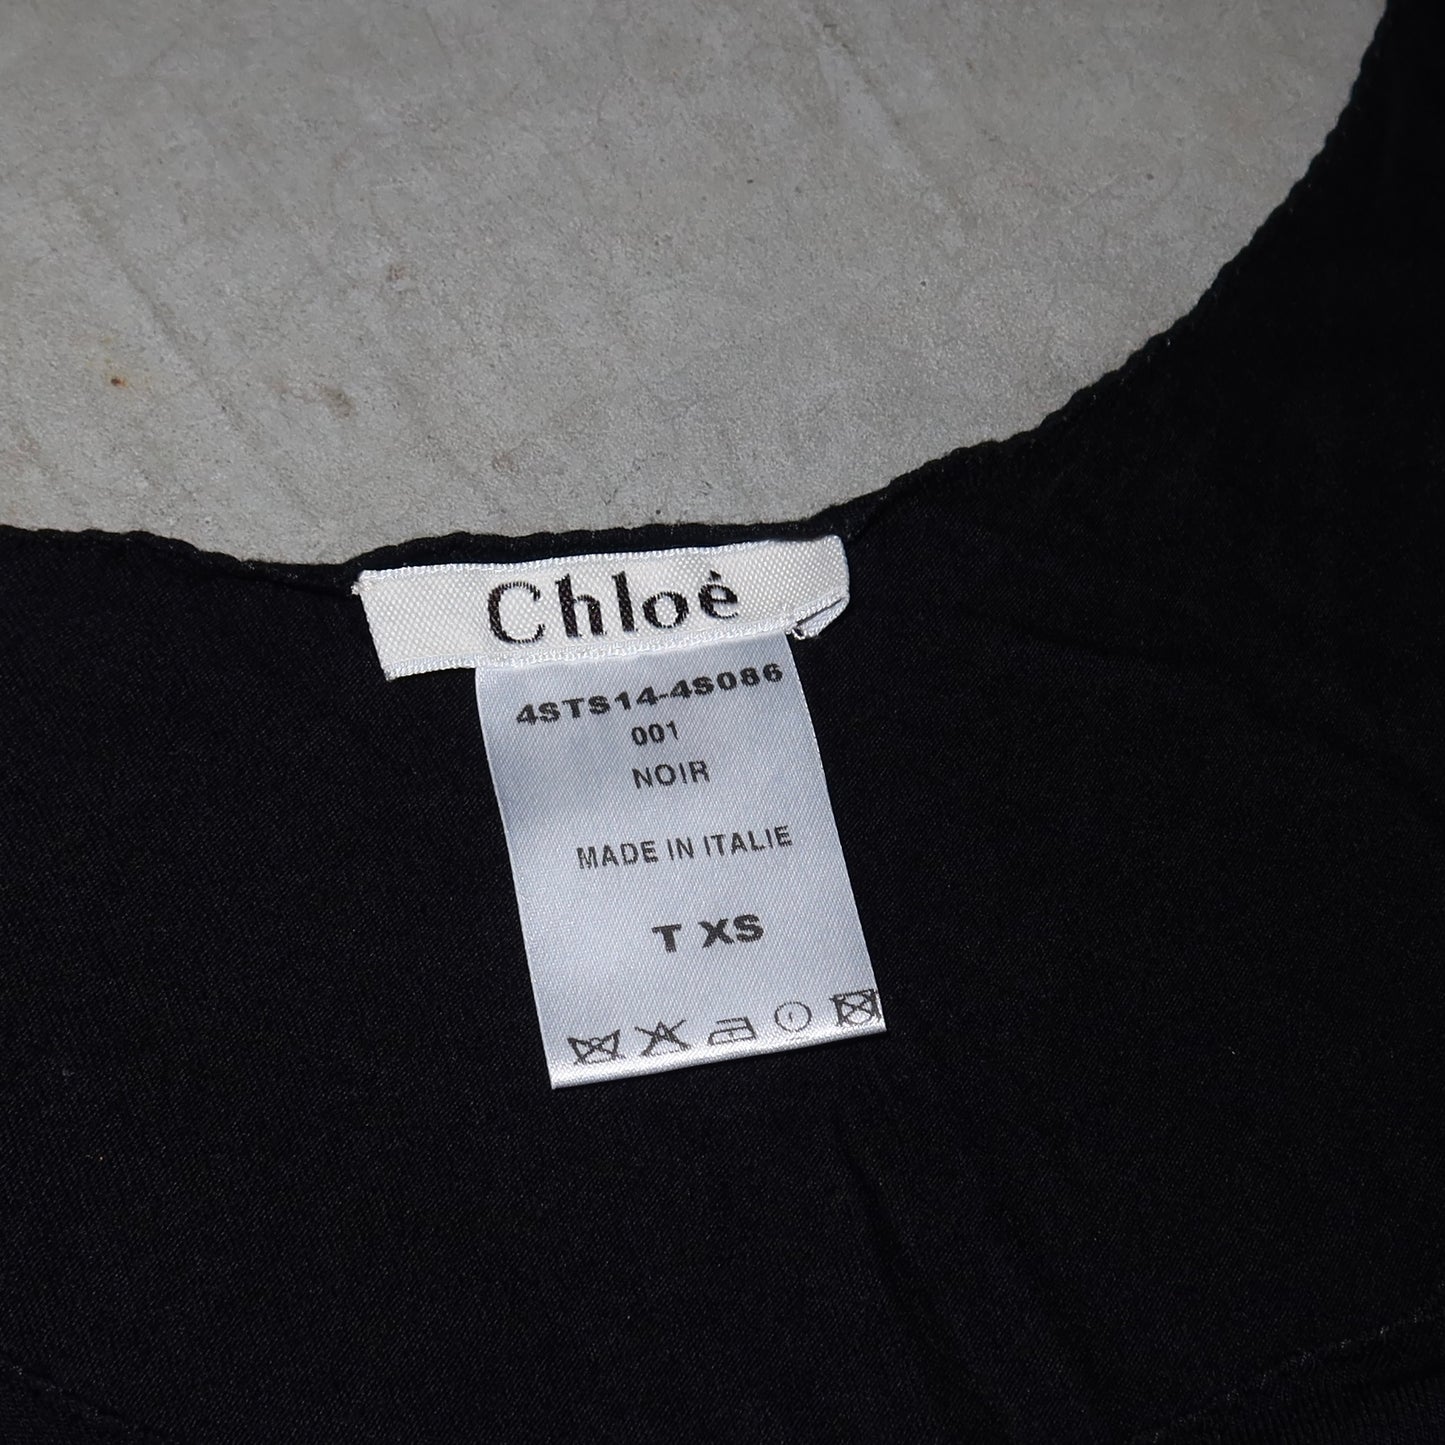 Chloé
4STS14-4S086
001
NOIR
MADE IN ITALIE
T XS